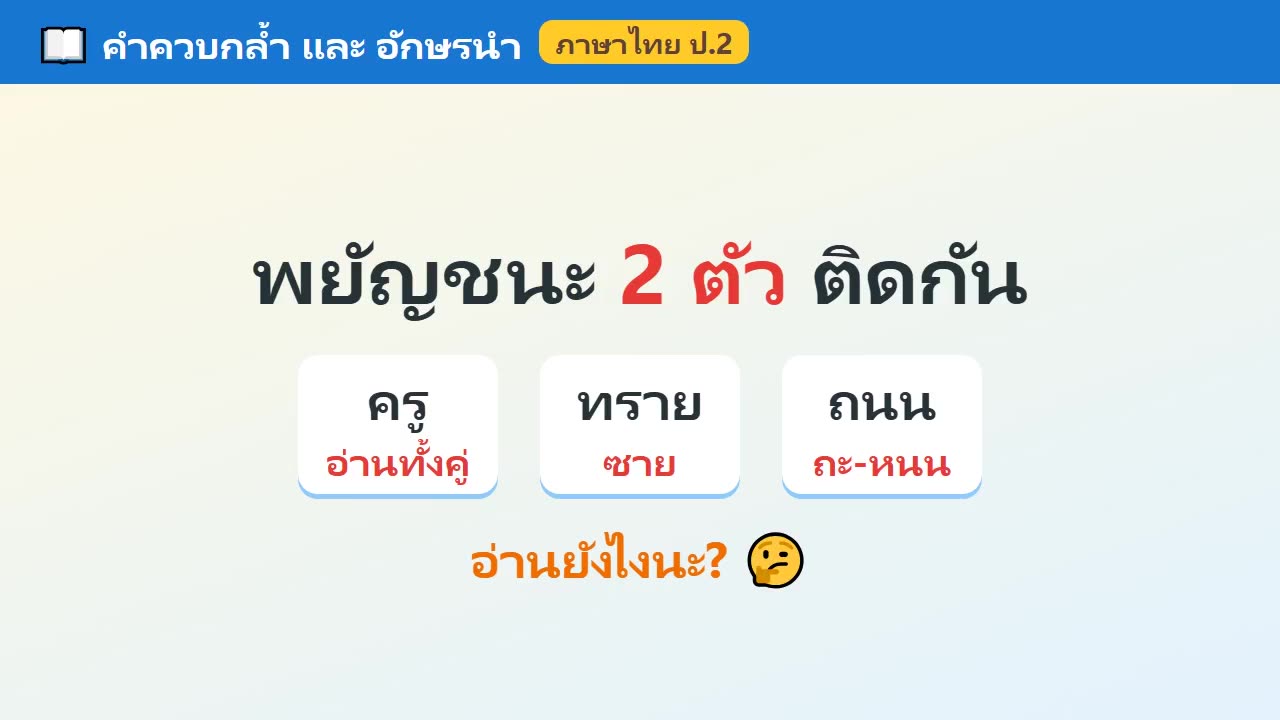 คำควบกล้ำ และ อักษรนำ ภาษาไทย ป.2
พยัญชนะ 2 ตัว ติดกัน
ครู
อ่านทั้งคู่
ทราย
ซาย
ถนน
ถะ-หนน
อ่านยังไงนะ?